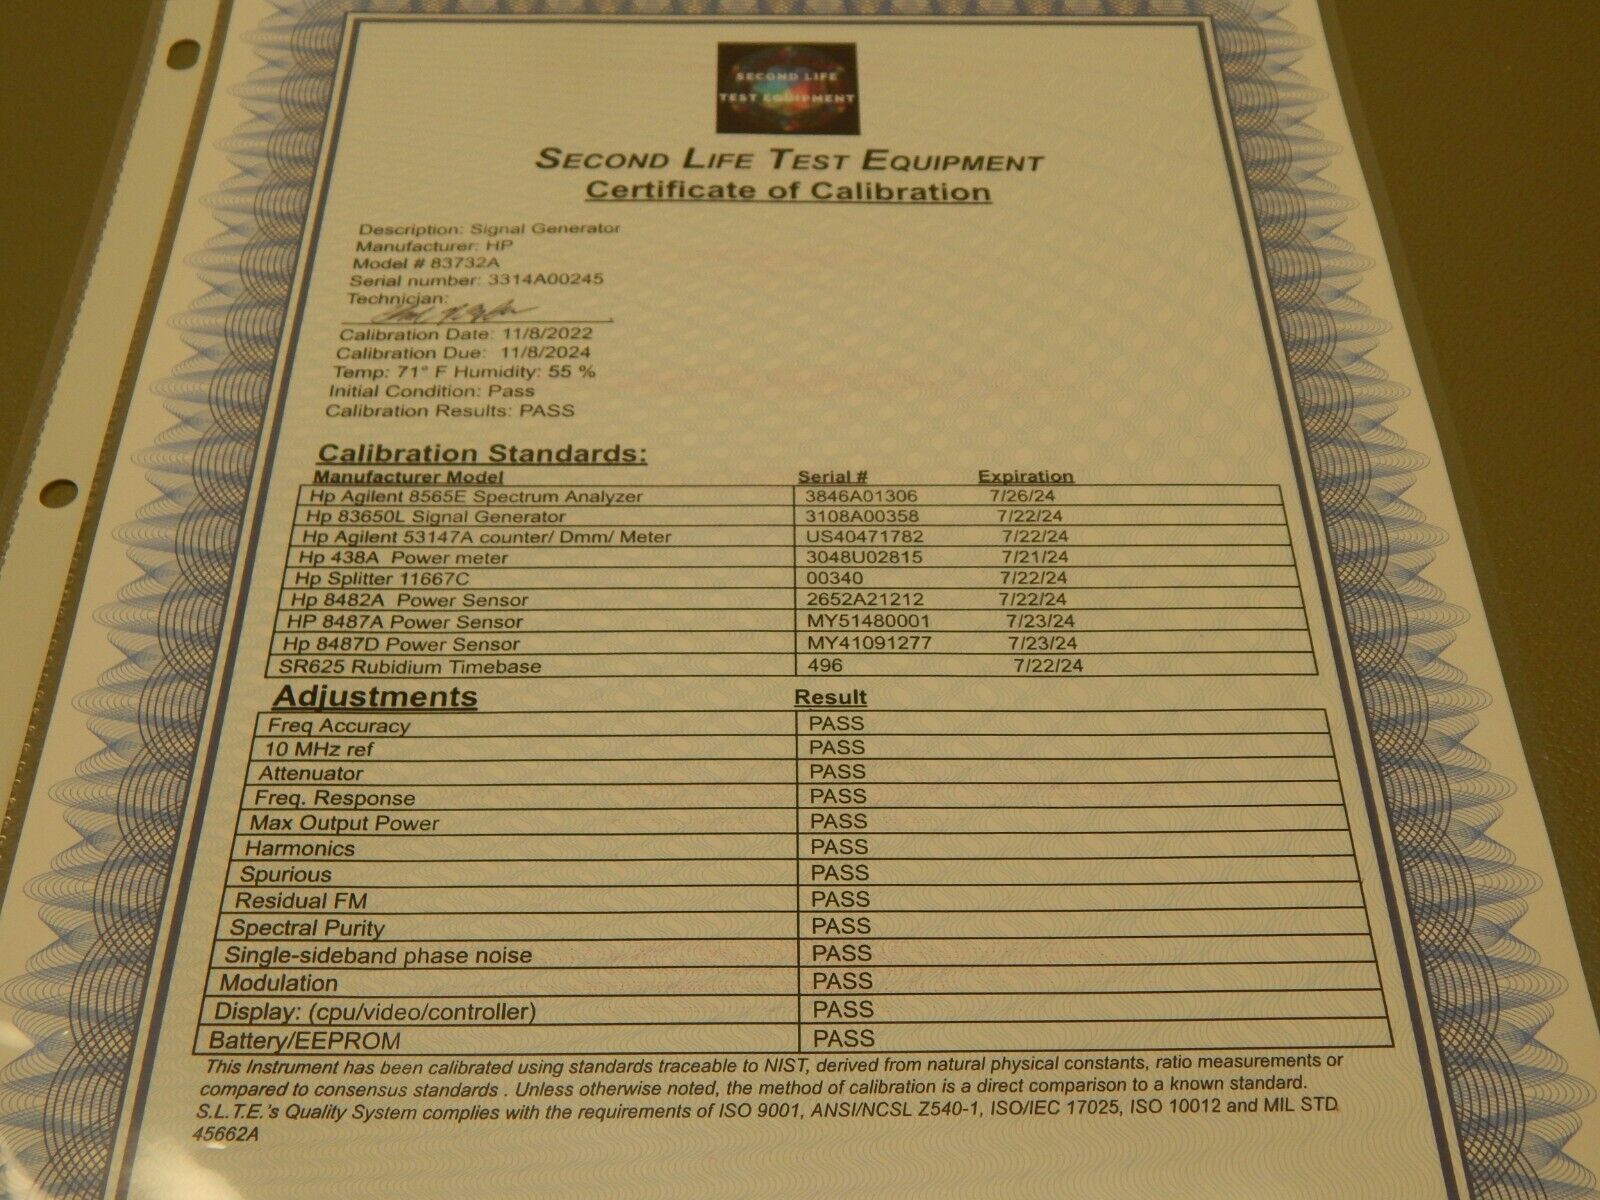 SECOND LIFE
TEST EQUIPMENT
SECOND LIFE TEST EQUIPMENT
Certificate of Calibration
Description: Signal Generator
Manufacturer: HP
Model # 83732A
Serial number: 3314A00245
Technician:
Calibration Date: 11/8/2022
Calibration Due: 11/8/2024
Temp: 71° F Humidity: 55 %
Initial Condition: Pass
Calibration Results: PASS
Calibration Standards:
Manufacturer Model Serial # Expiration
Hp Agilent 8565E Spectrum Analyzer 3846A01306 7/26/24
Hp 83650L Signal Generator 3108A00358 7/22/24
Hp Agilent 53147A counter/ Dmm/ Meter US40471782 7/22/24
Hp 438A Power meter 3048U02815 7/21/24
Hp Splitter 11667C 00340 7/22/24
Hp 8482A Power Sensor 2652A21212 7/22/24
HP 8487A Power Sensor MY51480001 7/23/24
Hp 8487D Power Sensor MY41091277 7/23/24
SR625 Rubidium Timebase 496 7/22/24
Adjustments Result
Freq Accuracy PASS
10 MHz ref PASS
Attenuator PASS
Freq. Response PASS
Max Output Power PASS
Harmonics PASS
Spurious PASS
Residual FM PASS
Spectral Purity PASS
Single-sideband phase noise PASS
Modulation PASS
Display: (cpu/video/controller) PASS
Battery/EEPROM PASS
This Instrument has been calibrated using standards traceable to NIST, derived from natural physical constants, ratio measurements or
compared to consensus standards . Unless otherwise noted, the method of calibration is a direct comparison to a known standard.
S.L.T.E.'s Quality System complies with the requirements of ISO 9001, ANSI/NCSL Z540-1, ISO/IEC 17025, ISO 10012 and MIL STD
45662A